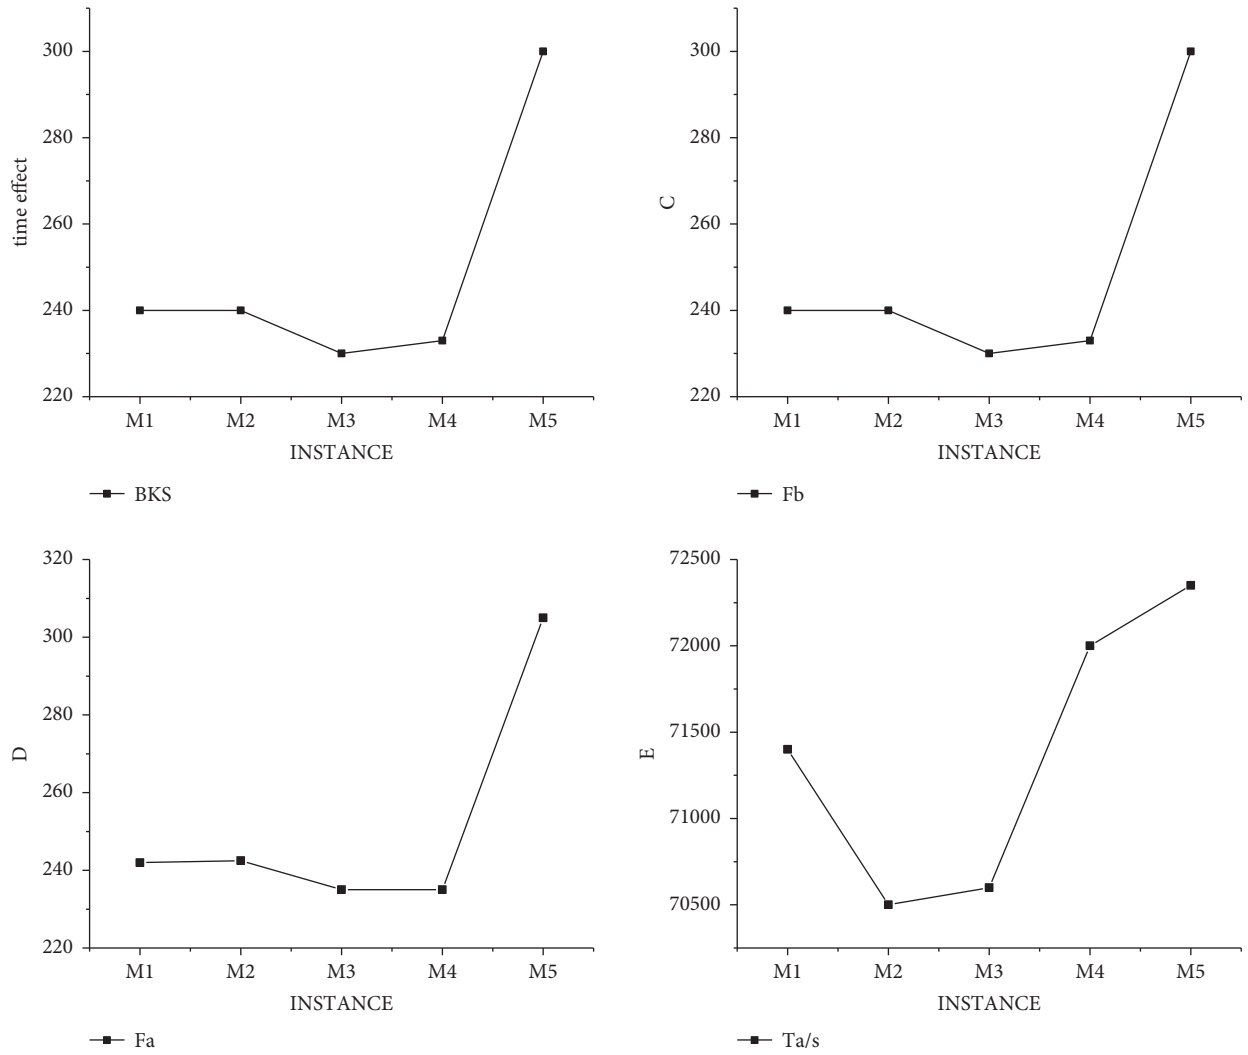 time effect
300
280
260
240
220
M1 M2 M3 M4 M5
INSTANCE
BKS
C
300
280
260
240
220
M1 M2 M3 M4 M5
INSTANCE
Fb
D
320
300
280
260
240
220
M1 M2 M3 M4 M5
INSTANCE
Fa
E
72500
72000
71500
71000
70500
M1 M2 M3 M4 M5
INSTANCE
Ta/s